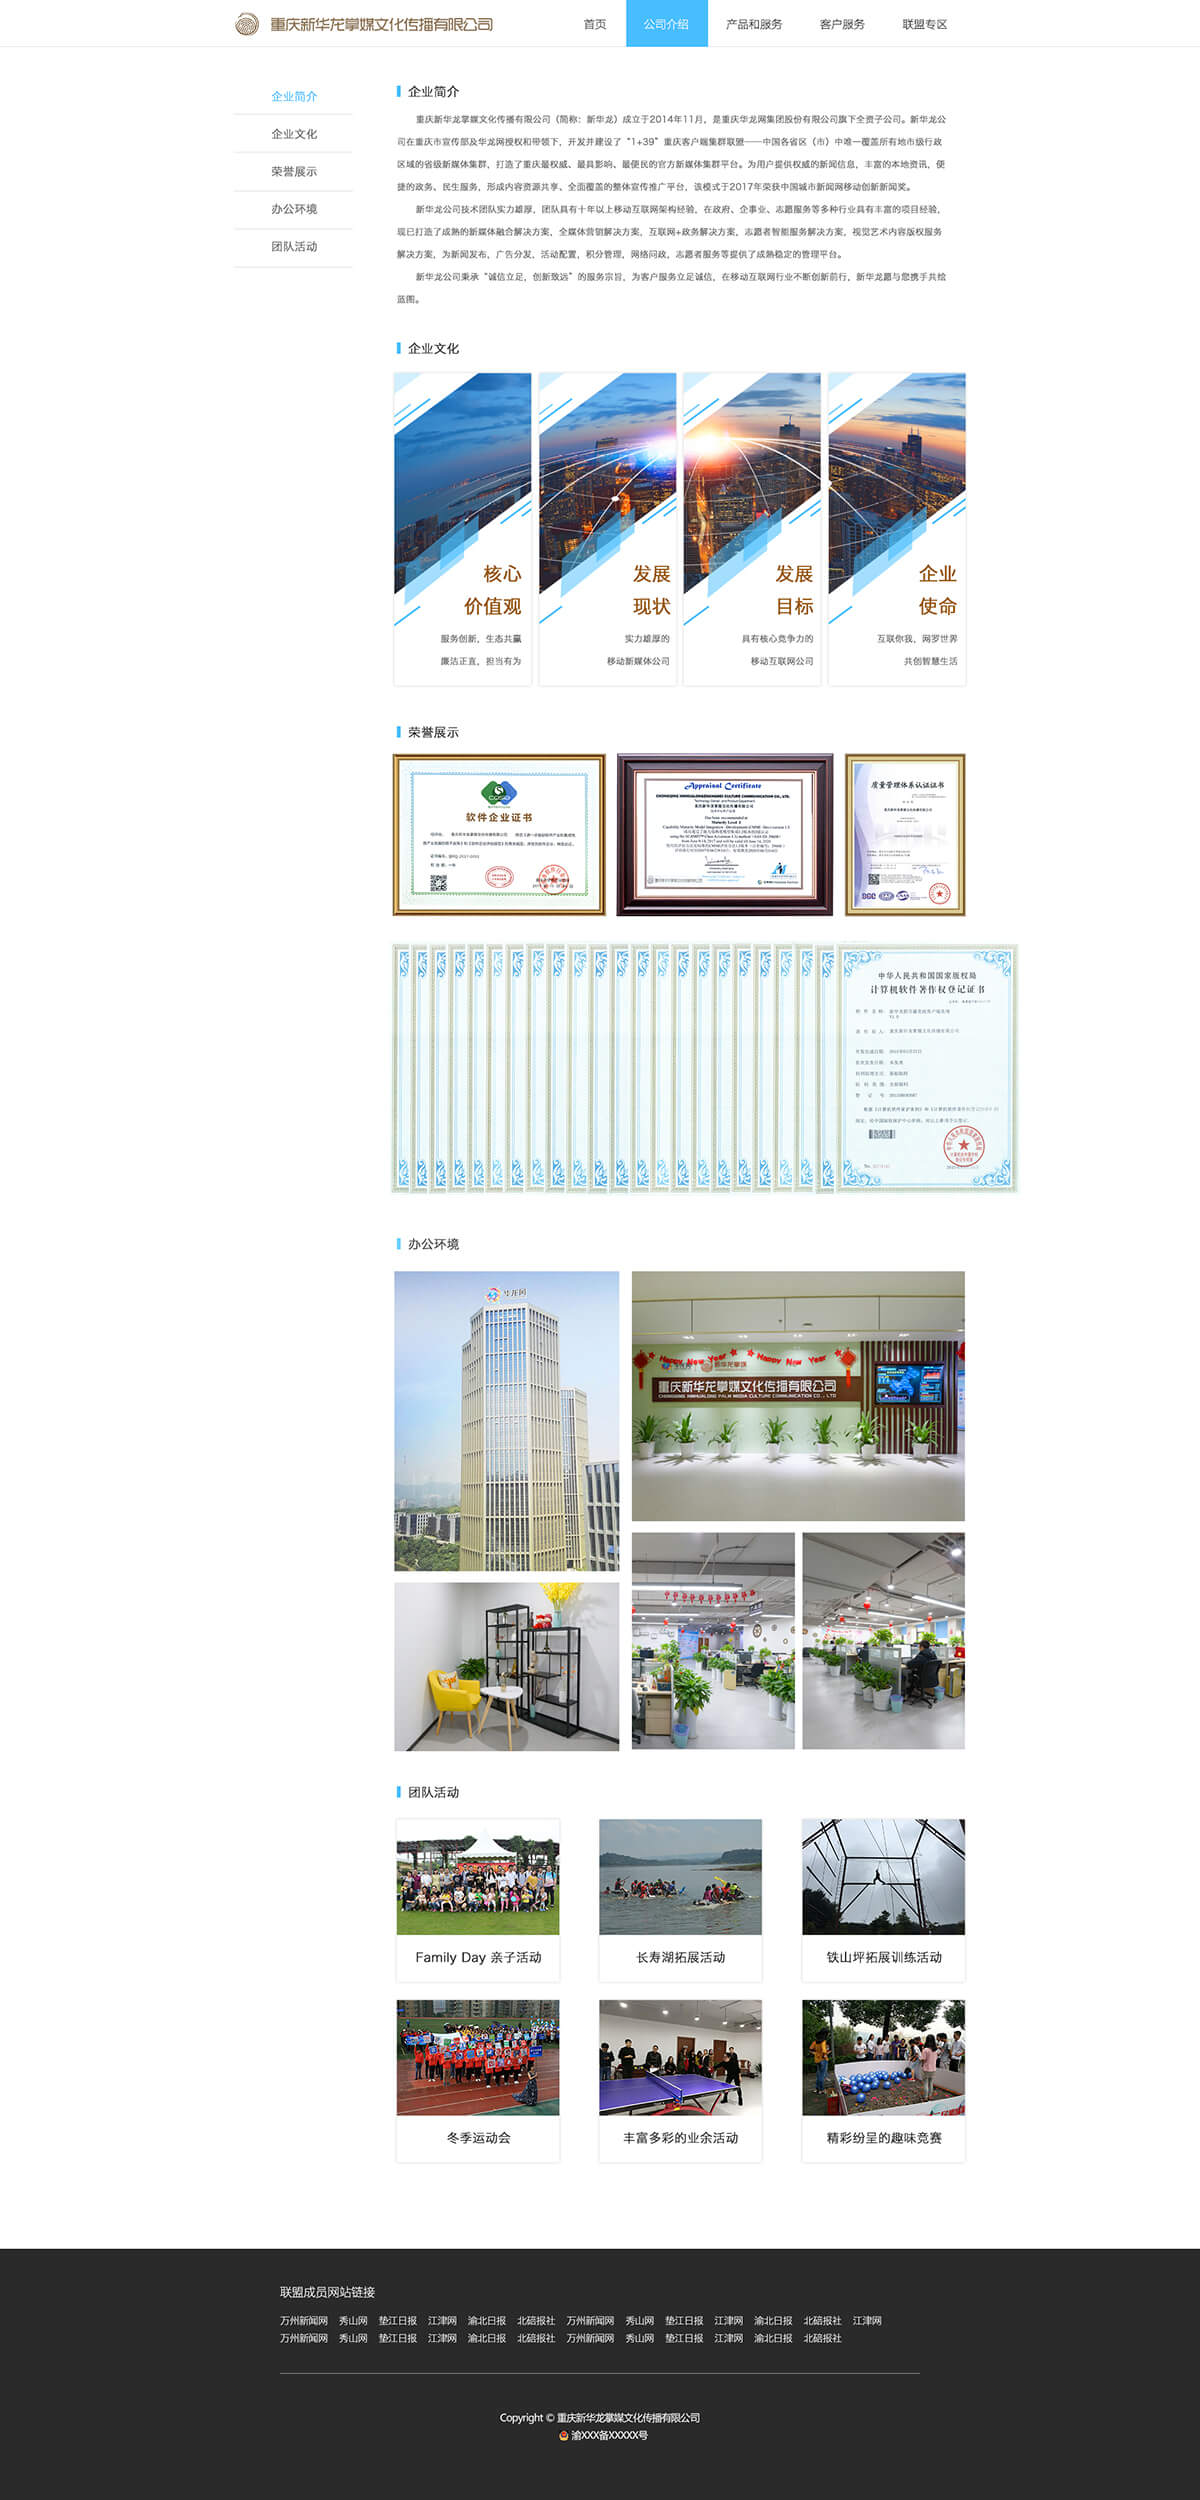 重庆新华龙掌媒文化传播有限公司
首页
公司介绍
产品和服务
客户服务
联盟专区
企业简介
企业文化
荣誉展示
办公环境
团队活动
企业简介
重庆新华龙掌媒文化传播有限公司（简称：新华龙）成立于2014年11月，是重庆华龙网集团股份有限公司旗下全资子公司。新华龙公
司在重庆市宣传部及华龙网授权和带领下，开发并建设了“1+39”重庆客户端集群联盟——中国各省区（市）中唯一覆盖所有地市级行政
区域的省级新媒体集群，打造了重庆最权威、最具影响、最便民的官方新媒体集群平台。为用户提供权威的新闻信息，丰富的本地资讯，便
捷的政务、民生服务，形成内容资源共享、全面覆盖的整体宣传推广平台，该模式于2017年荣获中国城市新闻网移动创新新闻奖。
新华龙公司技术团队实力雄厚，团队具有十年以上移动互联网架构经验，在政府、企事业、志愿服务等多种行业具有丰富的项目经验，
现已打造了成熟的新媒体融合解决方案，全媒体营销解决方案，互联网+政务解决方案，志愿者智能服务解决方案，视觉艺术内容版权服务
解决方案，为新闻发布，广告分发，活动配置，积分管理，网络问政，志愿者服务等提供了成熟稳定的管理平台。
新华龙公司秉承“诚信立足，创新致远”的服务宗旨，为客户服务立足诚信，在移动互联网行业不断创新前行，新华龙愿与您携手共绘
蓝图。
企业文化
核心
价值观
服务创新，生态共赢
廉洁正直，担当有为
发展
现状
实力雄厚的
移动新媒体公司
发展
目标
具有核心竞争力的
移动互联网公司
企业
使命
互联你我，网罗世界
共创智慧生活
荣誉展示
软件企业证书
Appraisal Certificate
CHONGQING XINHUALONGZHANGMEI CULTURE COMMUNICATION CO., LTD.
质量管理体系认证证书
中华人民共和国国家版权局
计算机软件著作权登记证书
办公环境
华龙网
Happy New Year
Happy New Year
新华龙掌媒
重庆新华龙掌媒文化传播有限公司
CHONGQING XINHUALONG PALM MEDIA CULTURE COMMUNICATION CO., LTD
团队活动
Family Day 亲子活动
长寿湖拓展活动
铁山坪拓展训练活动
冬季运动会
丰富多彩的业余活动
精彩纷呈的趣味竞赛
联盟成员网站链接
万州新闻网 秀山网 垫江日报 江津网 渝北日报 北碚报社 万州新闻网 秀山网 垫江日报 江津网 渝北日报 北碚报社 江津网
万州新闻网 秀山网 垫江日报 江津网 渝北日报 北碚报社 万州新闻网 秀山网 垫江日报 江津网 渝北日报 北碚报社
Copyright © 重庆新华龙掌媒文化传播有限公司
渝XXX备XXXXX号